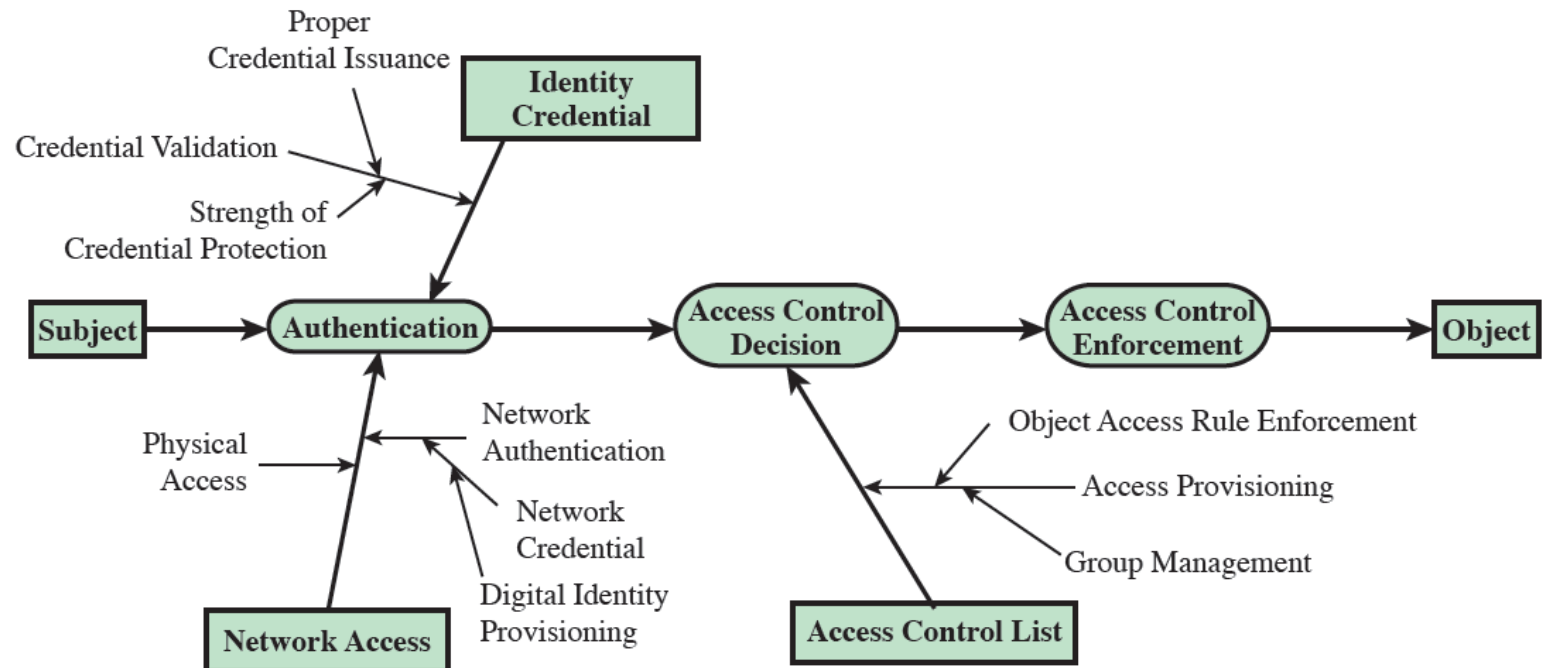 Proper
Credential Issuance
Identity
Credential
Credential Validation
Strength of
Credential Protection
Subject
Authentication
Access Control
Decision
Access Control
Enforcement
Object
Physical
Access
Network
Authentication
Network
Credential
Digital Identity
Provisioning
Object Access Rule Enforcement
Access Provisioning
Group Management
Network Access
Access Control List